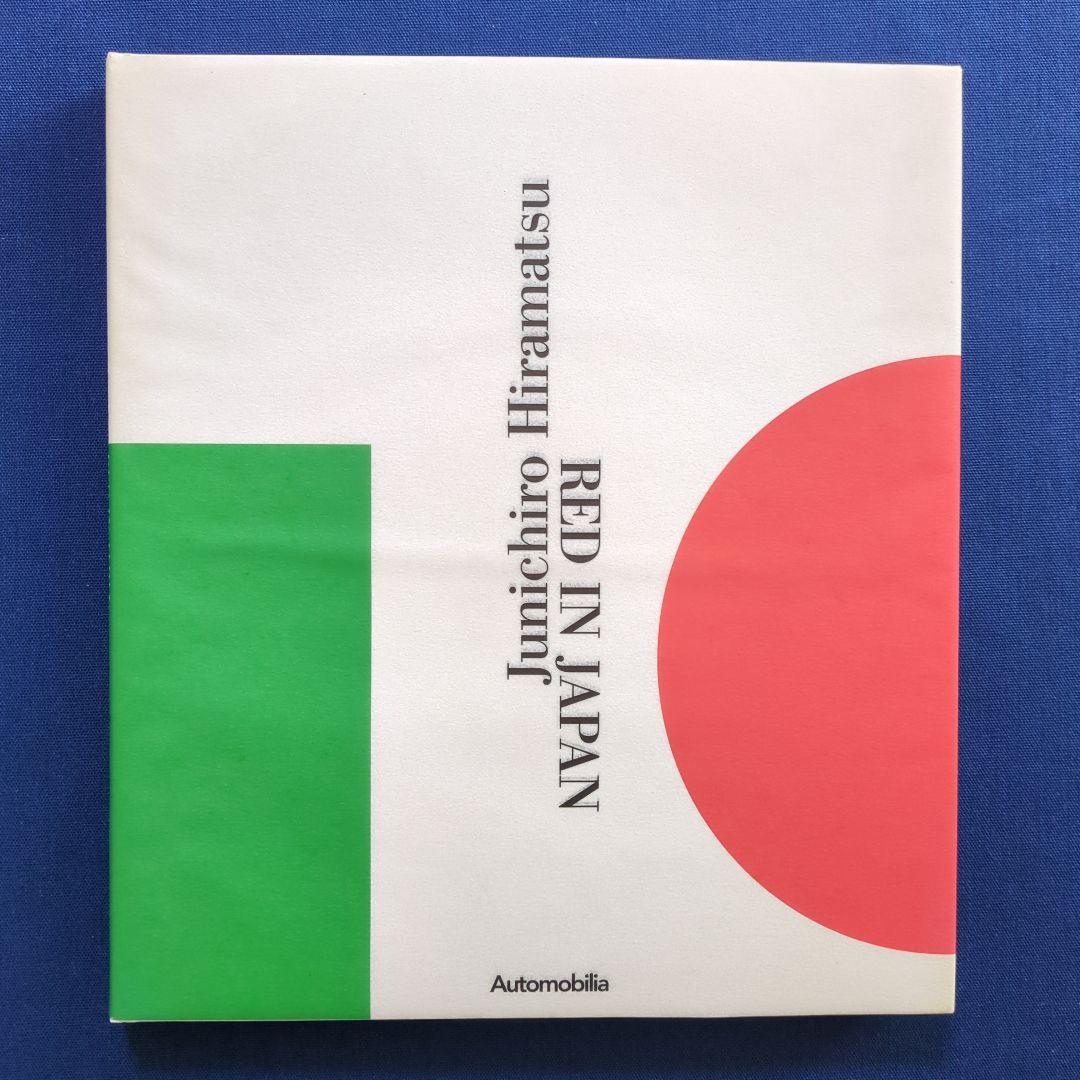 Junichiro Hiramatsu
RED IN JAPAN
Automobilia